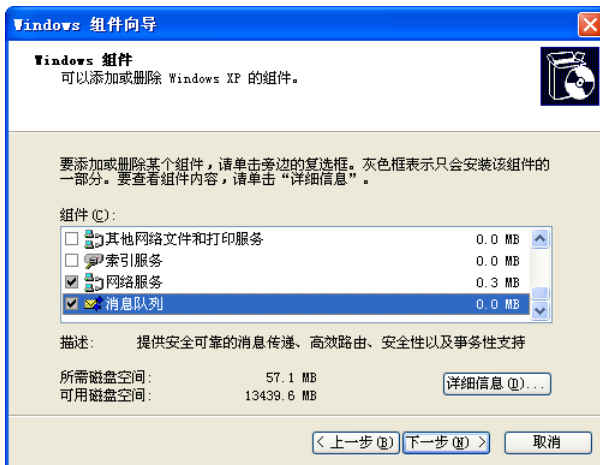 Windows 组件向导
Windows 组件
可以添加或删除 Windows XP 的组件。
要添加或删除某个组件，请单击旁边的复选框。灰色框表示只会安装该组件的
一部分。要查看组件内容，请单击“详细信息”。
组件(C):
其他网络文件和打印服务 0.0 MB
索引服务 0.0 MB
网络服务 0.3 MB
消息队列 0.0 MB
描述: 提供安全可靠的消息传递、高效路由、安全性以及事务性支持
所需磁盘空间: 57.1 MB
可用磁盘空间: 13439.6 MB
详细信息(D)...
< 上一步(B) 下一步(N) > 取消